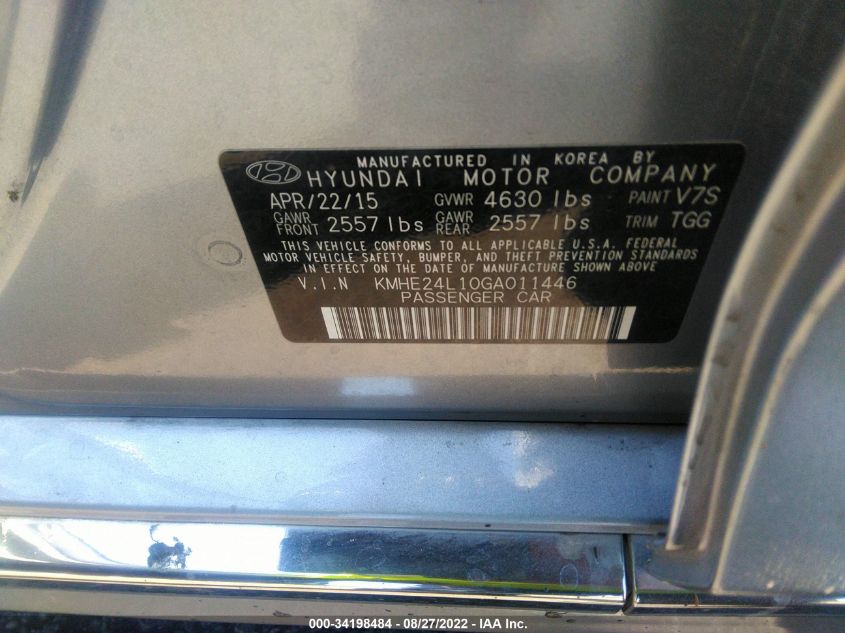 MANUFACTURED IN KOREA BY
HYUNDAI MOTOR COMPANY
APR/22/15 GVWR 4630 lbs PAINT V7S
GAWR FRONT 2557 lbs GAWR REAR 2557 lbs TRIM TGG
THIS VEHICLE CONFORMS TO ALL APPLICABLE U.S.A. FEDERAL
MOTOR VEHICLE SAFETY, BUMPER, AND THEFT PREVENTION STANDARDS
IN EFFECT ON THE DATE OF MANUFACTURE SHOWN ABOVE
V.I.N KMHE24L10GA011446
PASSENGER CAR
000-34198484 - 08/27/2022 - IAA Inc.